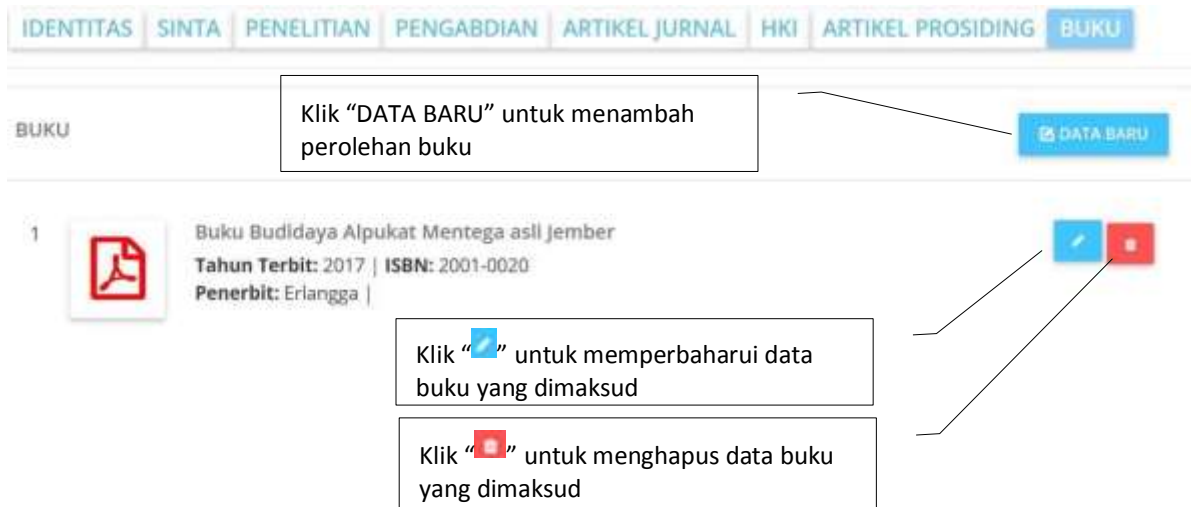 IDENTITAS SINTA PENELITIAN PENGABDIAN ARTIKEL JURNAL HKI ARTIKEL PROSIDING BUKU
Klik “DATA BARU” untuk menambah
perolehan buku
BUKU
DATA BARU
1
Buku Budidaya Alpukat Mentega asli Jember
Tahun Terbit: 2017 | ISBN: 2001-0020
Penerbit: Erlangga |
Klik “ ” untuk memperbaharui data
buku yang dimaksud
Klik “ ” untuk menghapus data buku
yang dimaksud